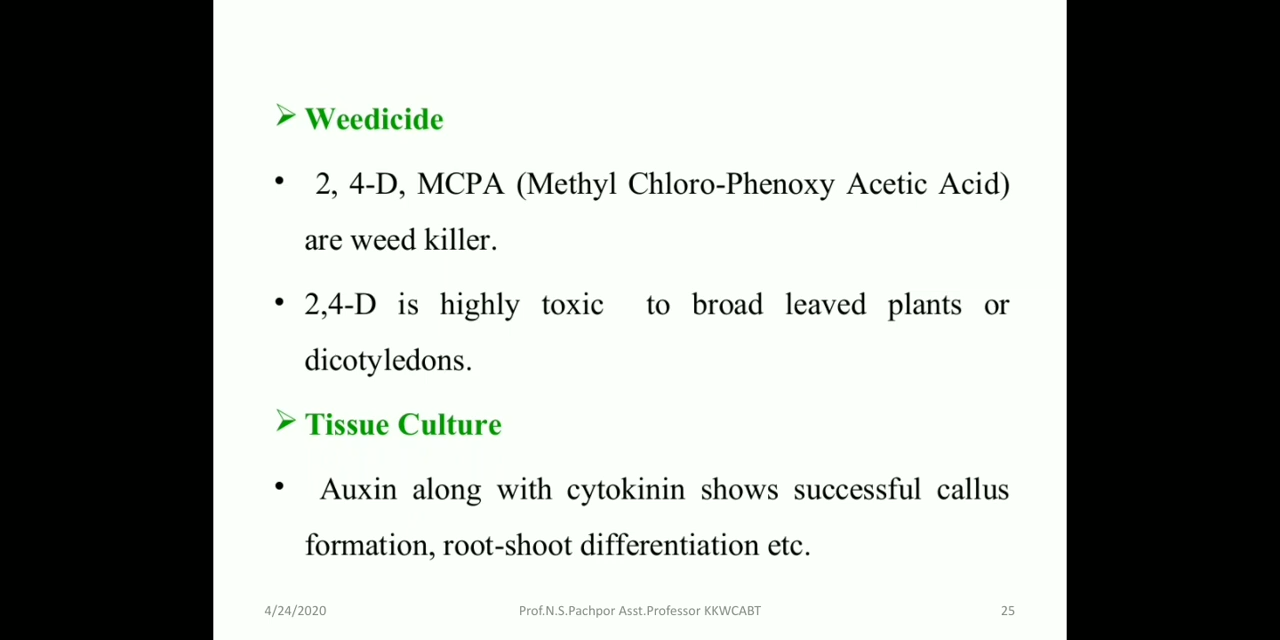 ➢ Weedicide
• 2, 4-D, MCPA (Methyl Chloro-Phenoxy Acetic Acid)
are weed killer.
• 2,4-D is highly toxic to broad leaved plants or
dicotyledons.
➢ Tissue Culture
• Auxin along with cytokinin shows successful callus
formation, root-shoot differentiation etc.
4/24/2020 Prof.N.S.Pachpor Asst.Professor KKWCABT 25